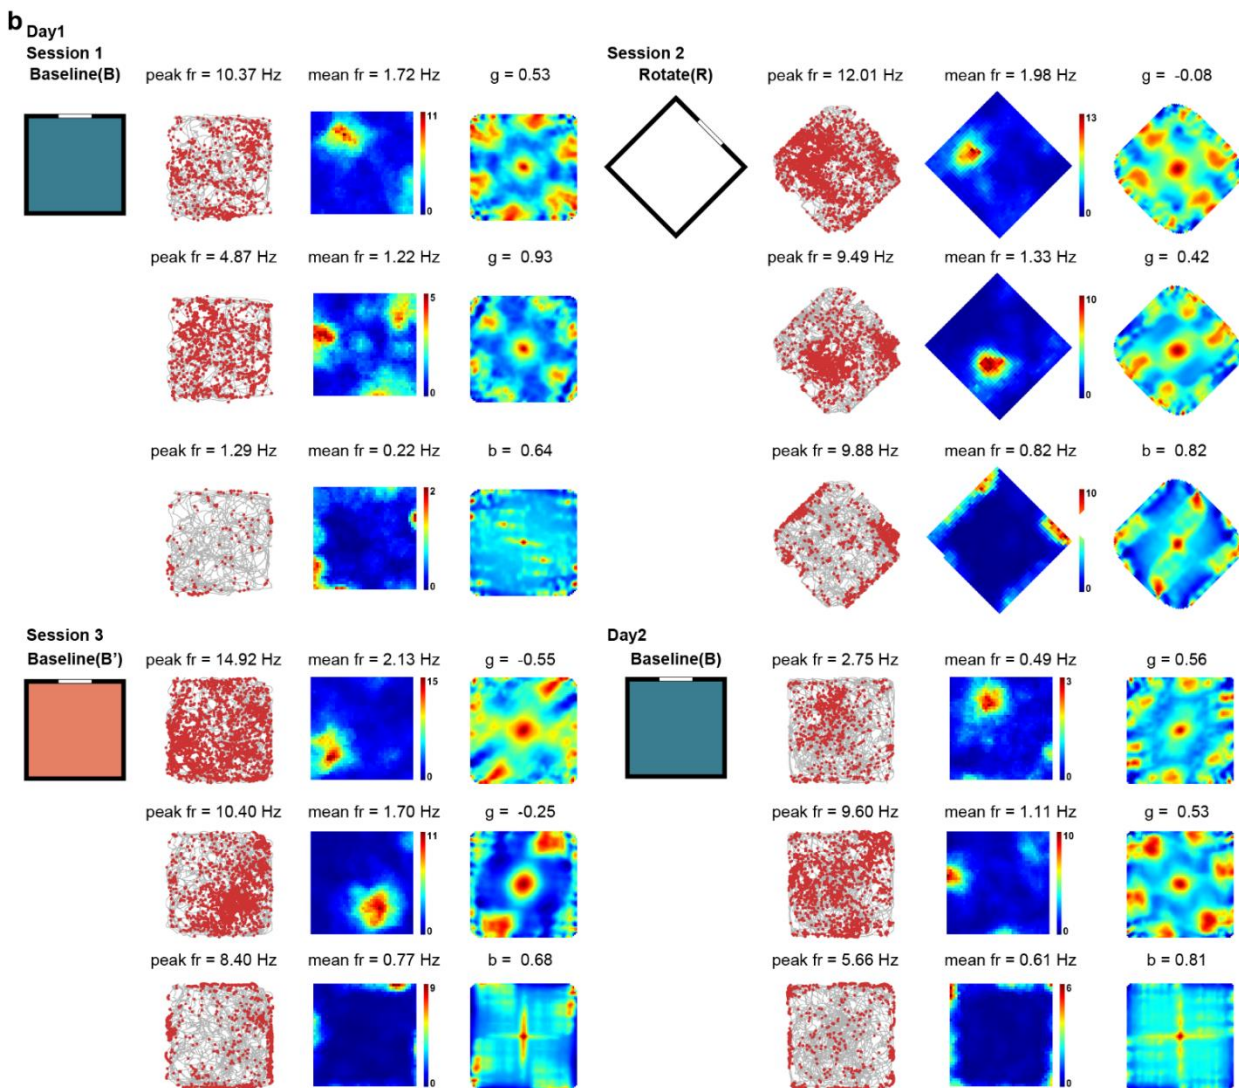 b
Day1
Session 1
Baseline(B)
peak fr = 10.37 Hz
mean fr = 1.72 Hz
g = 0.53
11
0
peak fr = 4.87 Hz
mean fr = 1.22 Hz
g = 0.93
5
0
peak fr = 1.29 Hz
mean fr = 0.22 Hz
b = 0.64
2
0
Session 2
Rotate(R)
peak fr = 12.01 Hz
mean fr = 1.98 Hz
g = -0.08
13
0
peak fr = 9.49 Hz
mean fr = 1.33 Hz
g = 0.42
10
0
peak fr = 9.88 Hz
mean fr = 0.82 Hz
b = 0.82
10
0
Session 3
Baseline(B’)
peak fr = 14.92 Hz
mean fr = 2.13 Hz
g = -0.55
15
0
peak fr = 10.40 Hz
mean fr = 1.70 Hz
g = -0.25
11
0
peak fr = 8.40 Hz
mean fr = 0.77 Hz
b = 0.68
9
0
Day2
Baseline(B)
peak fr = 2.75 Hz
mean fr = 0.49 Hz
g = 0.56
3
0
peak fr = 9.60 Hz
mean fr = 1.11 Hz
g = 0.53
10
0
peak fr = 5.66 Hz
mean fr = 0.61 Hz
b = 0.81
6
0